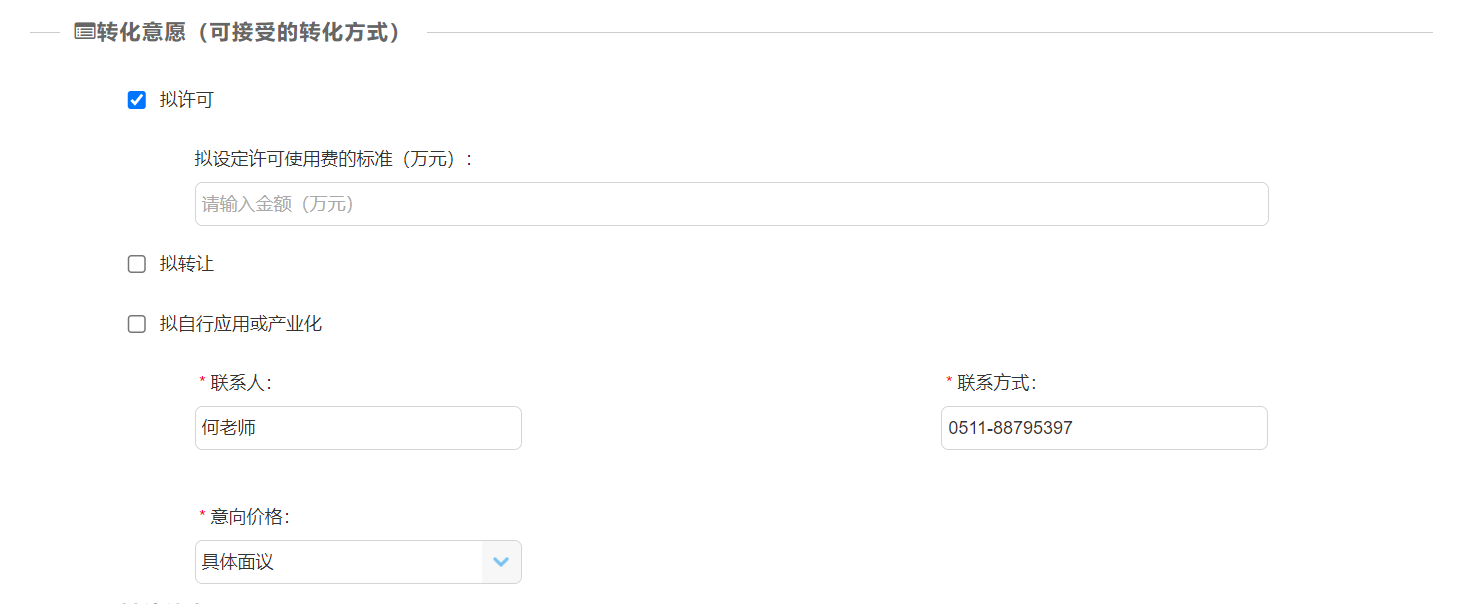 转化意愿（可接受的转化方式）
拟许可
拟设定许可使用费的标准（万元）:
请输入金额（万元）
拟转让
拟自行应用或产业化
* 联系人: * 联系方式:
何老师 0511-88795397
* 意向价格:
具体面议